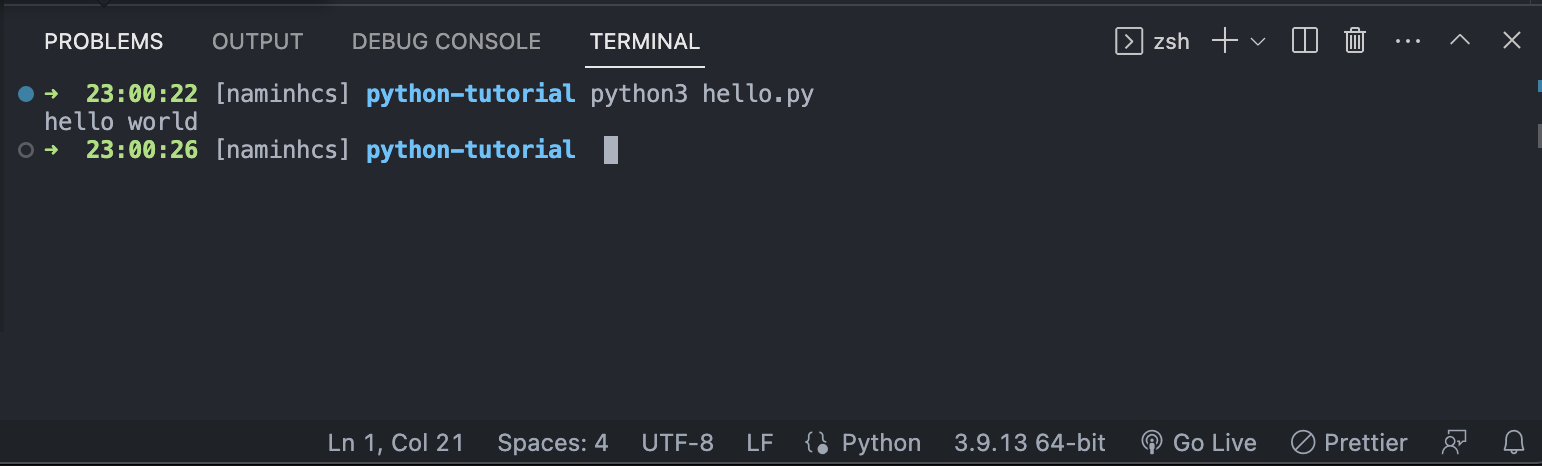 PROBLEMS OUTPUT DEBUG CONSOLE TERMINAL zsh
➜ 23:00:22 [naminhcs] python-tutorial python3 hello.py
hello world
➜ 23:00:26 [naminhcs] python-tutorial
Ln 1, Col 21 Spaces: 4 UTF-8 LF Python 3.9.13 64-bit Go Live Prettier